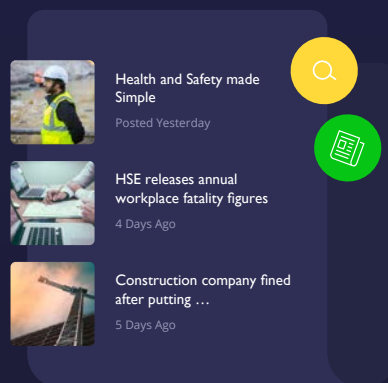 Health and Safety made
Simple
Posted Yesterday
HSE releases annual
workplace fatality figures
4 Days Ago
Construction company fined
after putting …
5 Days Ago